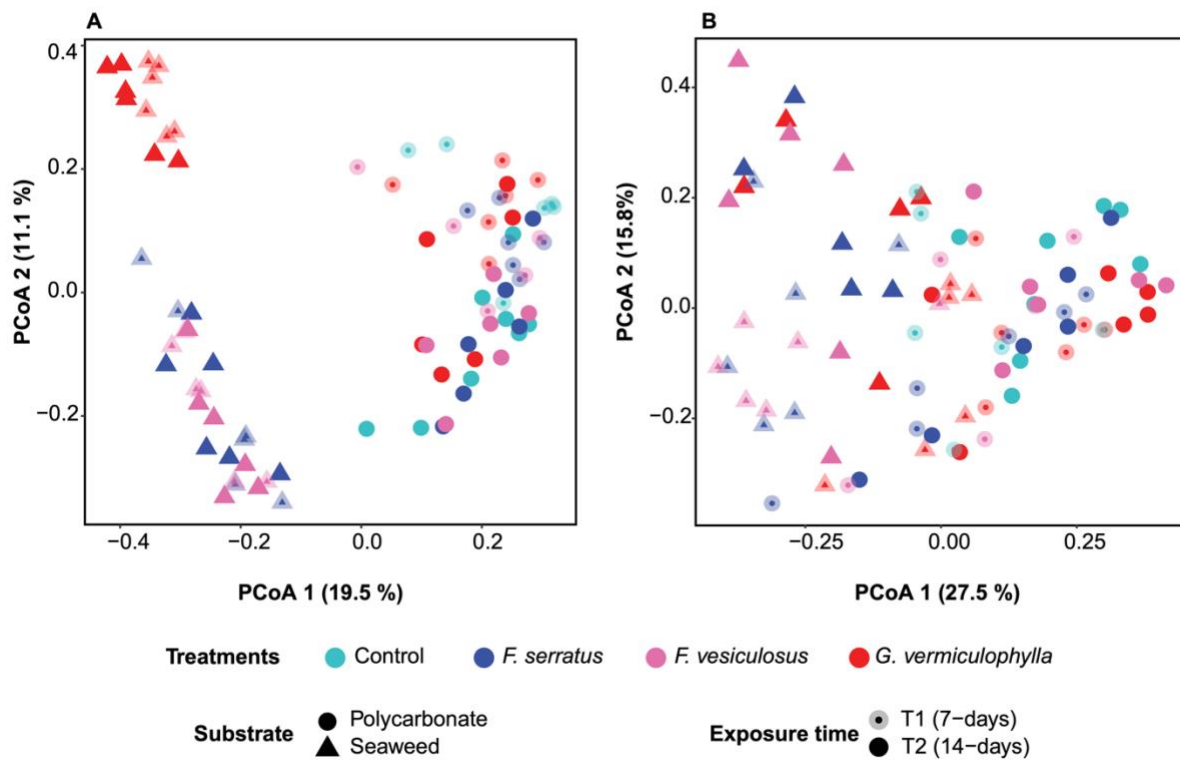 A
B
0.4
0.2
0.0
−0.2
PCoA 2 (11.1 %)
−0.4
−0.2
0.0
0.2
PCoA 1 (19.5 %)
0.4
0.2
0.0
−0.2
PCoA 2 (15.8%)
−0.25
0.00
0.25
PCoA 1 (27.5 %)
Treatments
Control
F. serratus
F. vesiculosus
G. vermiculophylla
Substrate
Polycarbonate
Seaweed
Exposure time
T1 (7−days)
T2 (14−days)